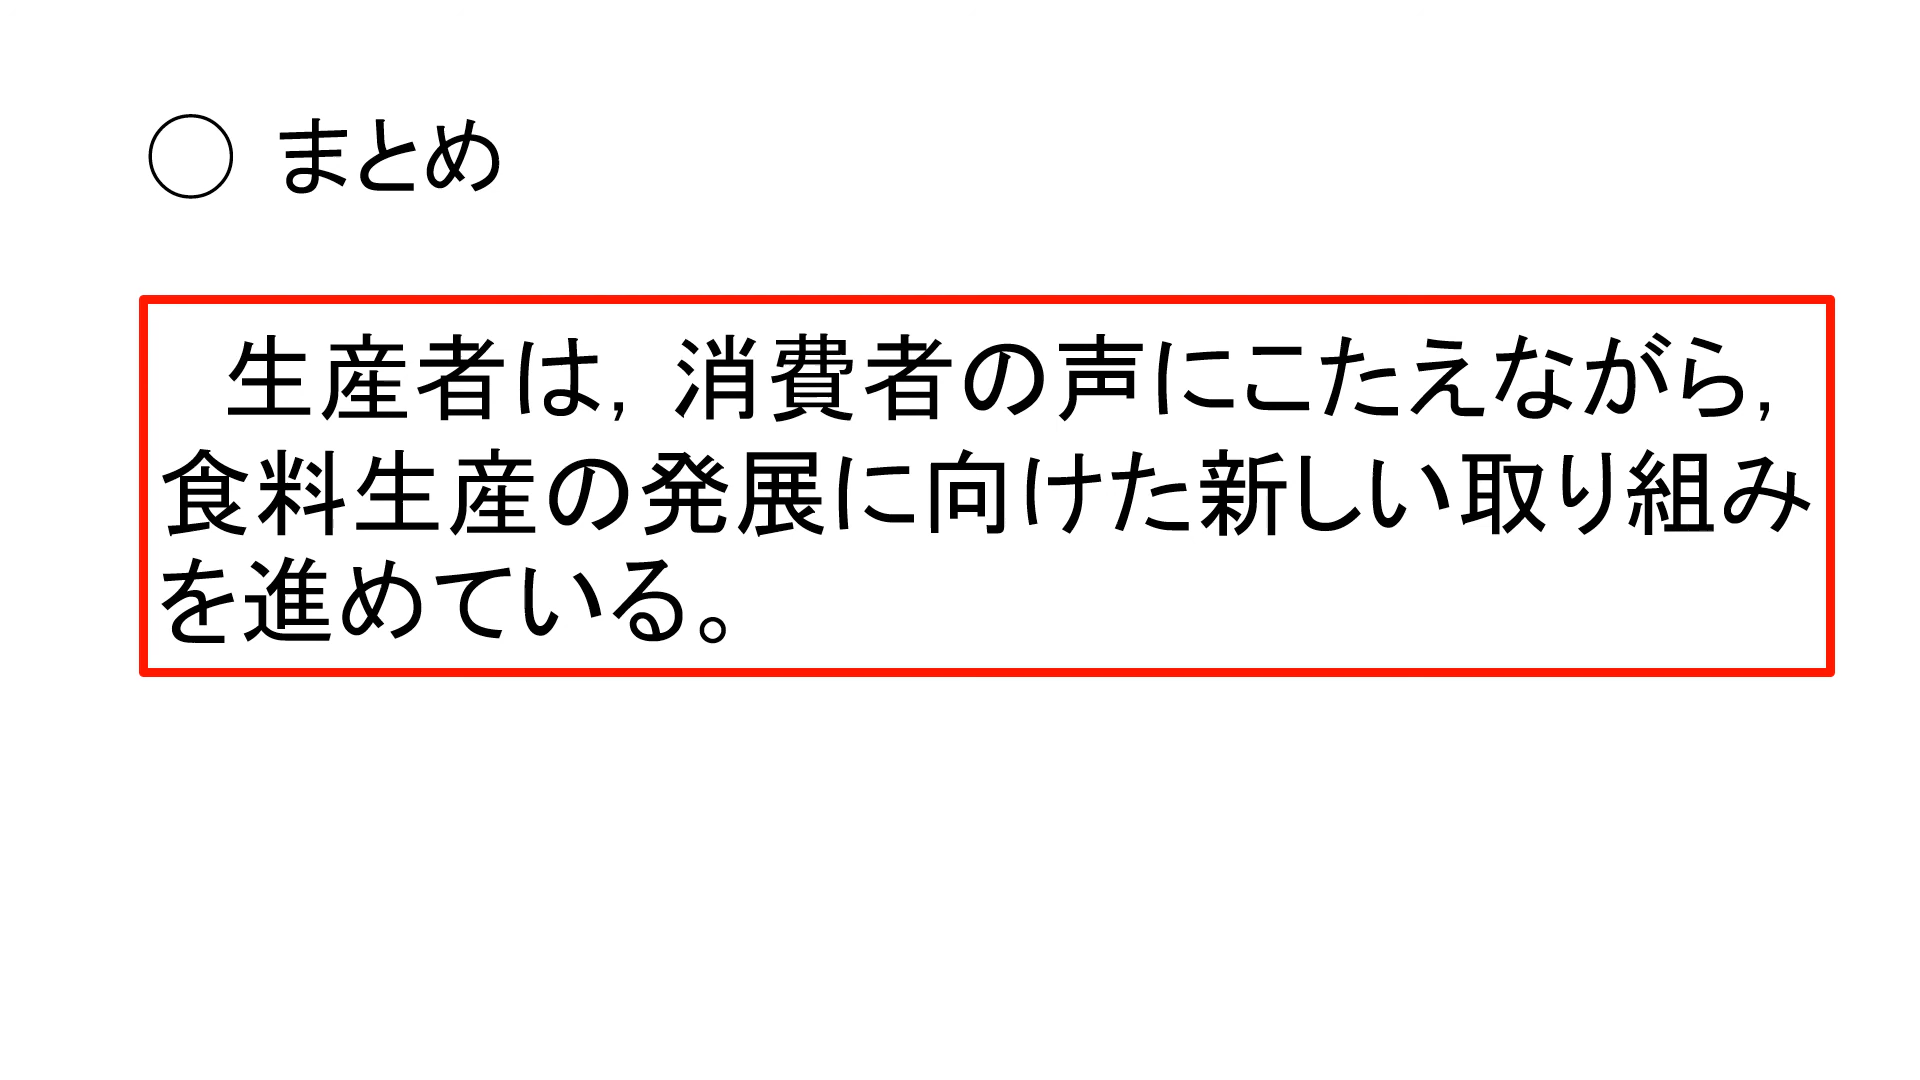 ◯ まとめ
生産者は，消費者の声にこたえながら，
食料生産の発展に向けた新しい取り組み
を進めている。